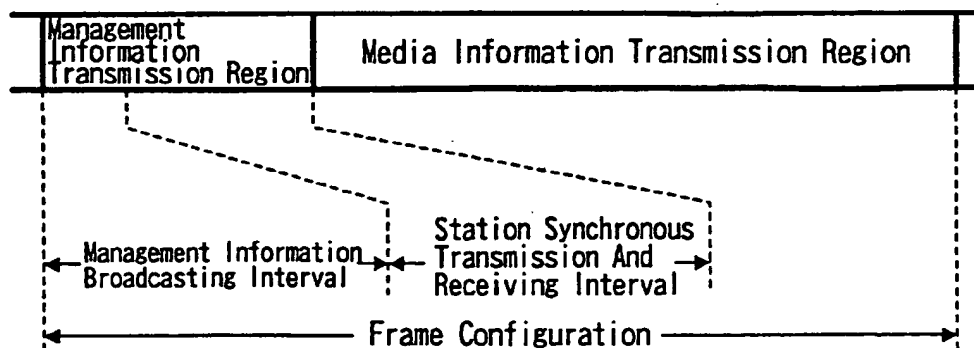 Management
Information
Transmission Region
Media Information Transmission Region
Management Information
Broadcasting Interval
Station Synchronous
Transmission And
Receiving Interval
Frame Configuration